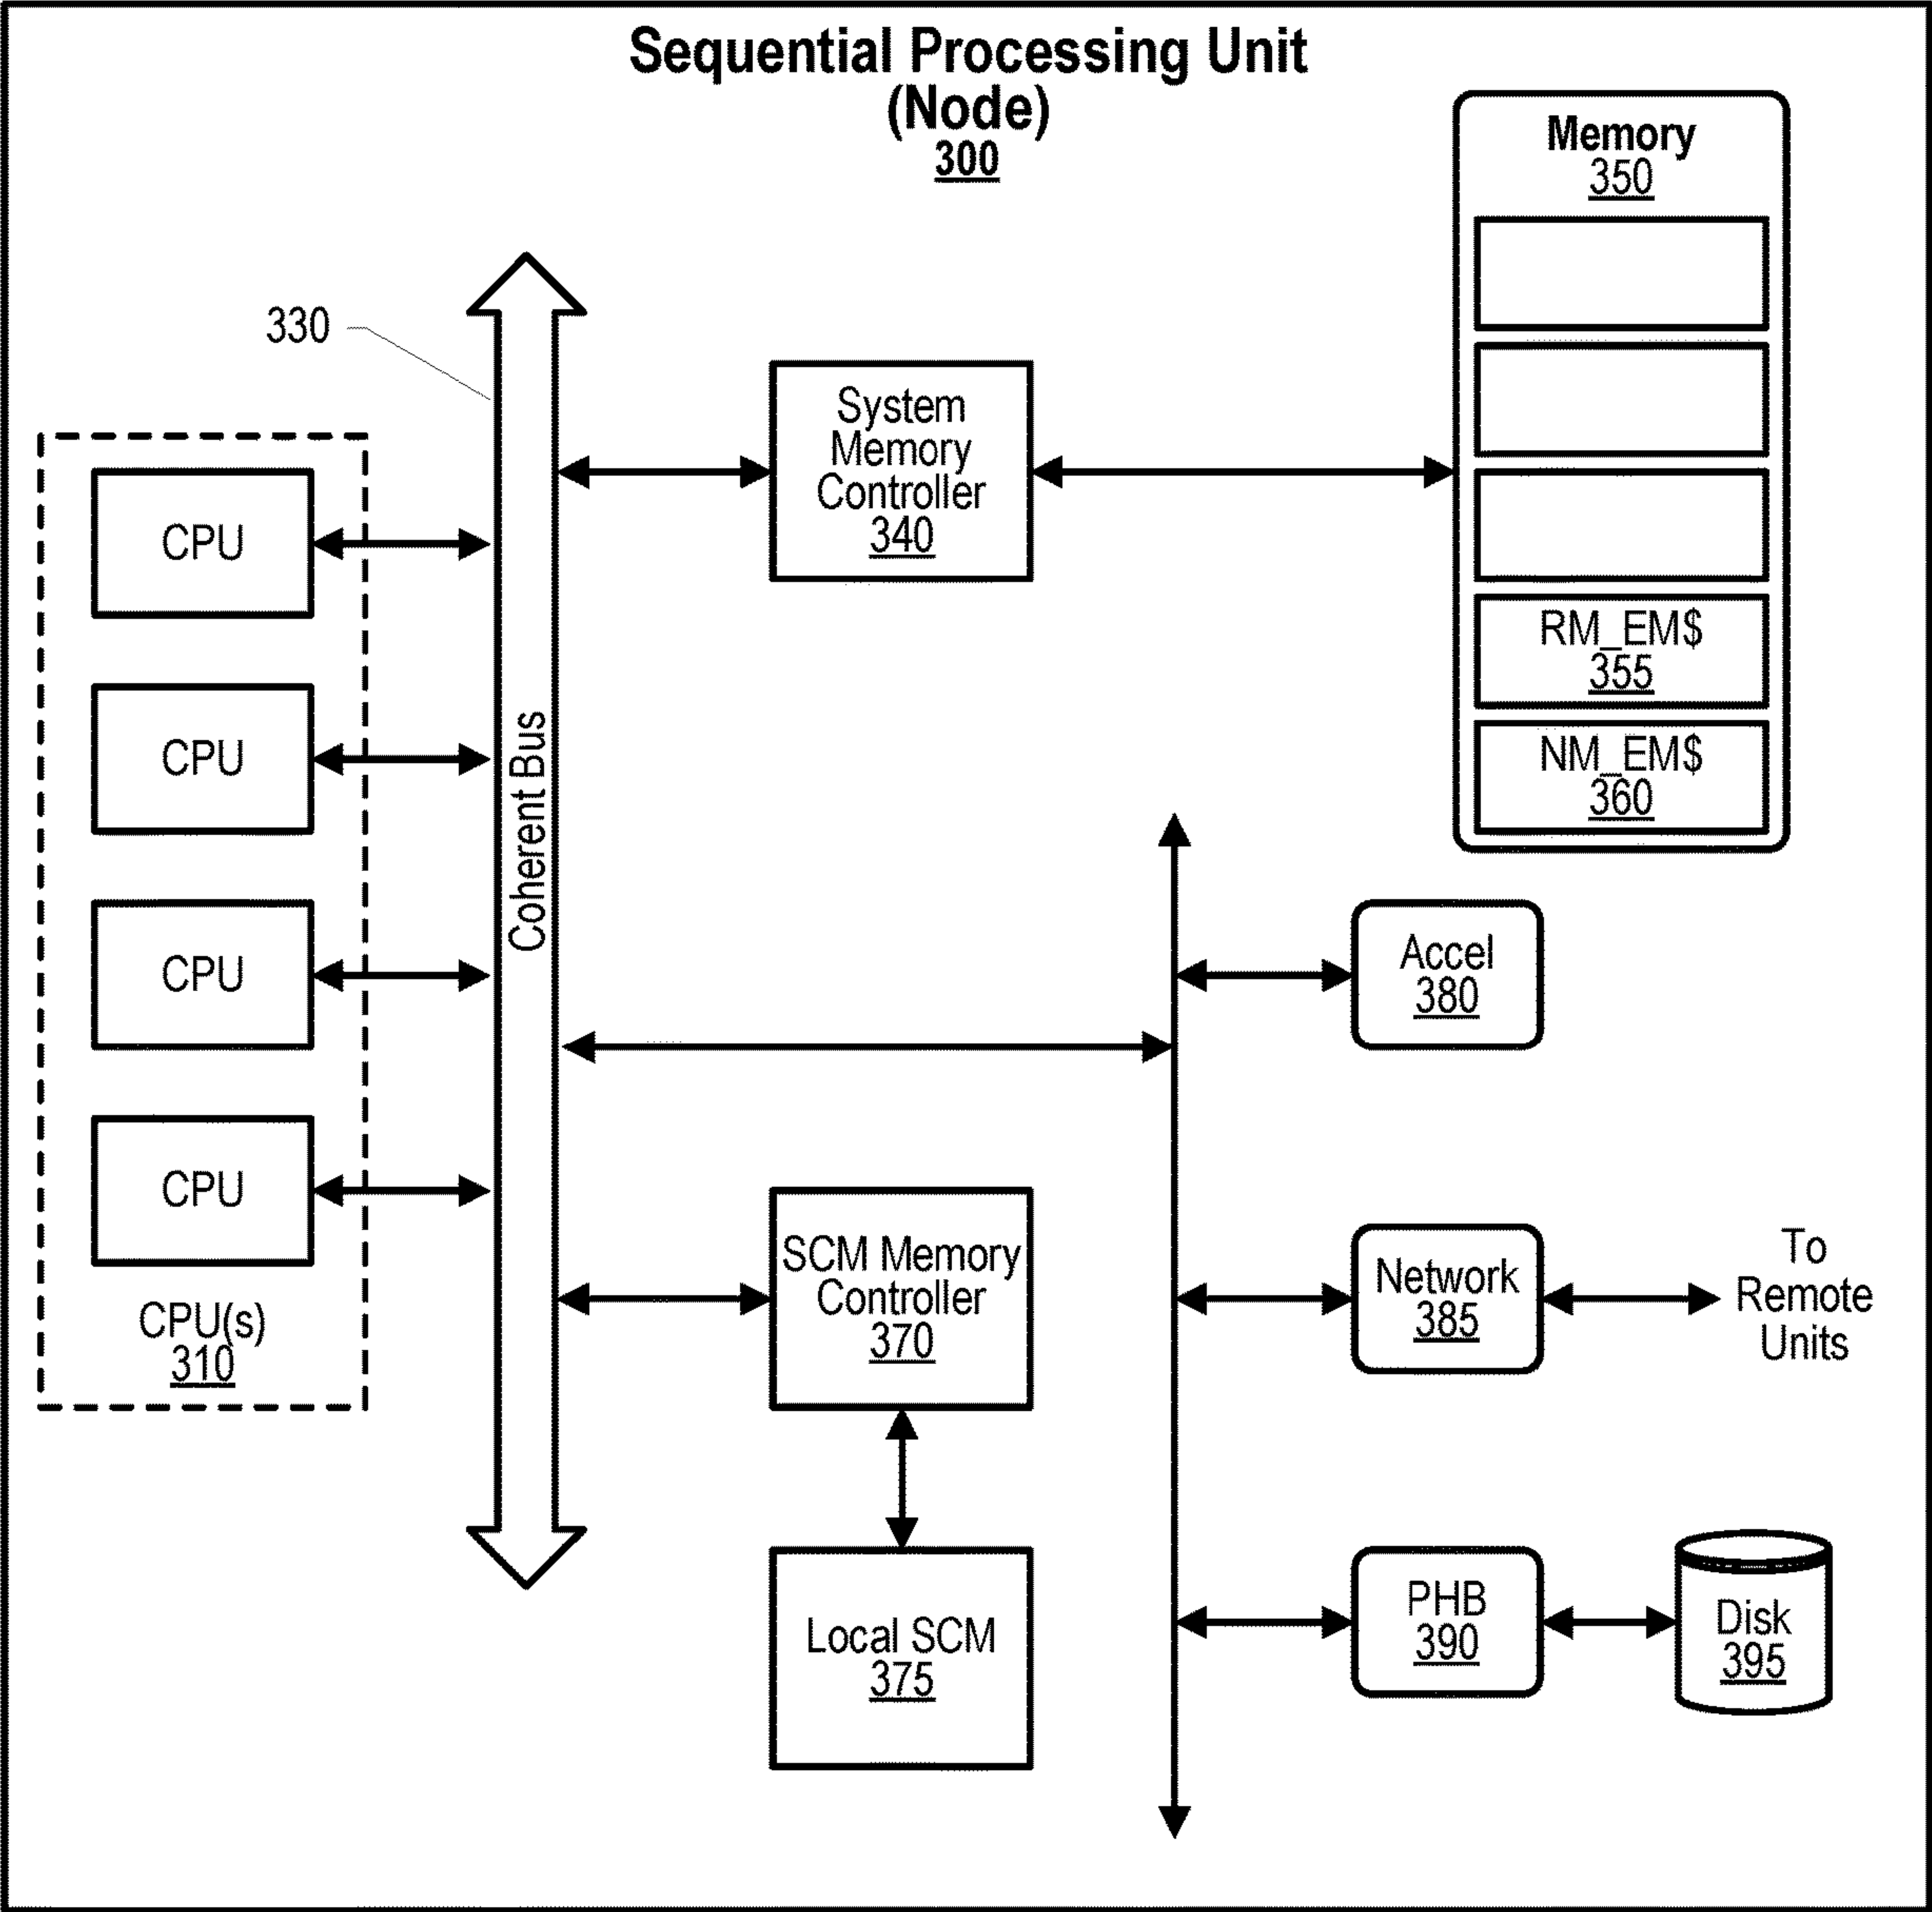 Sequential Processing Unit
(Node)
300
Memory
350
330
System
Memory
Controller
340
CPU
CPU
CPU
CPU
CPU(s)
310
Coherent Bus
RM_EM$
355
NM_EM$
360
Accel
380
SCM Memory
Controller
370
Network
385
To
Remote
Units
Local SCM
375
PHB
390
Disk
395